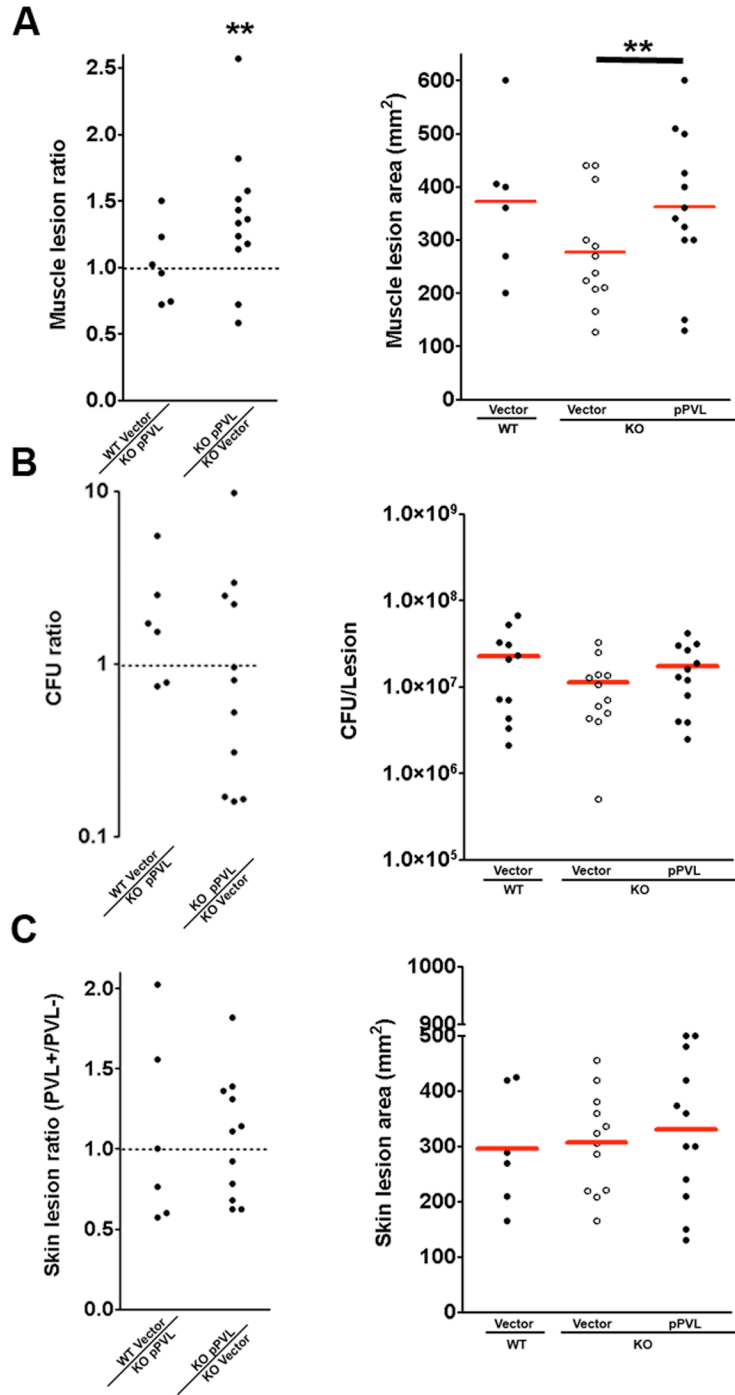 A
**
2.5
2.0
1.5
1.0
0.5
0.0
Muscle lesion ratio
WT Vector
KO pPVL
KO pPVL
KO Vector
**
600
500
400
300
200
100
0
Muscle lesion area (mm²)
Vector
Vector
pPVL
WT
KO
B
10
1
0.1
CFU ratio
WT Vector
KO pPVL
KO pPVL
KO Vector
1.0×10⁹
1.0×10⁸
1.0×10⁷
1.0×10⁶
1.0×10⁵
CFU/Lesion
Vector
Vector
pPVL
WT
KO
C
2.0
1.5
1.0
0.5
0.0
Skin lesion ratio (PVL+/PVL-)
WT Vector
KO pPVL
KO pPVL
KO Vector
1000
900
500
400
300
200
100
0
Skin lesion area (mm²)
Vector
Vector
pPVL
WT
KO